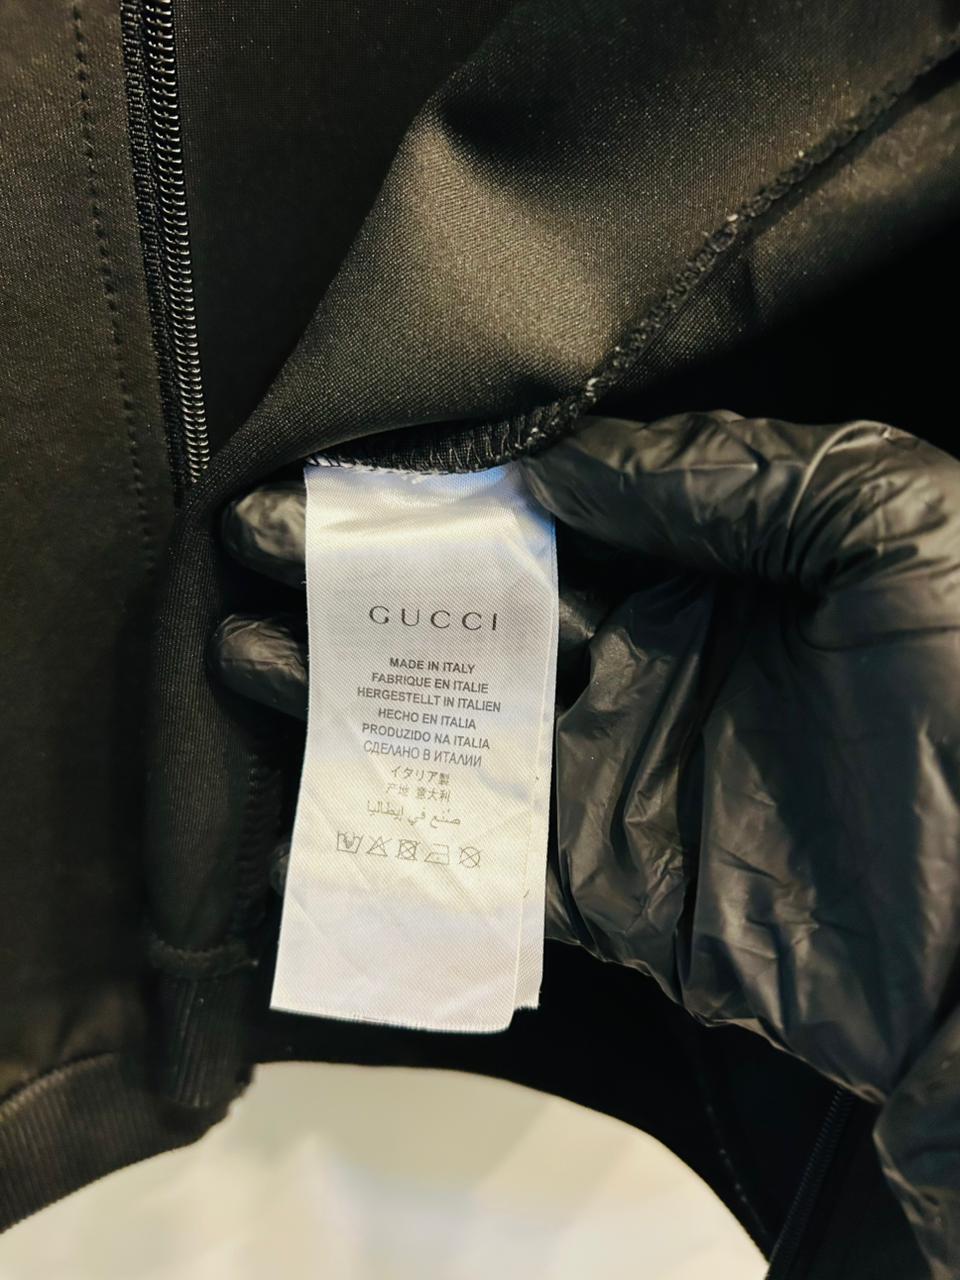 GUCCI
MADE IN ITALY
FABRIQUE EN ITALIE
HERGESTELLT IN ITALIEN
HECHO EN ITALIA
PRODUZIDO NA ITALIA
СДЕЛАНО В ИТАЛИИ
イタリア製
产地 意大利
صنع في إيطاليا